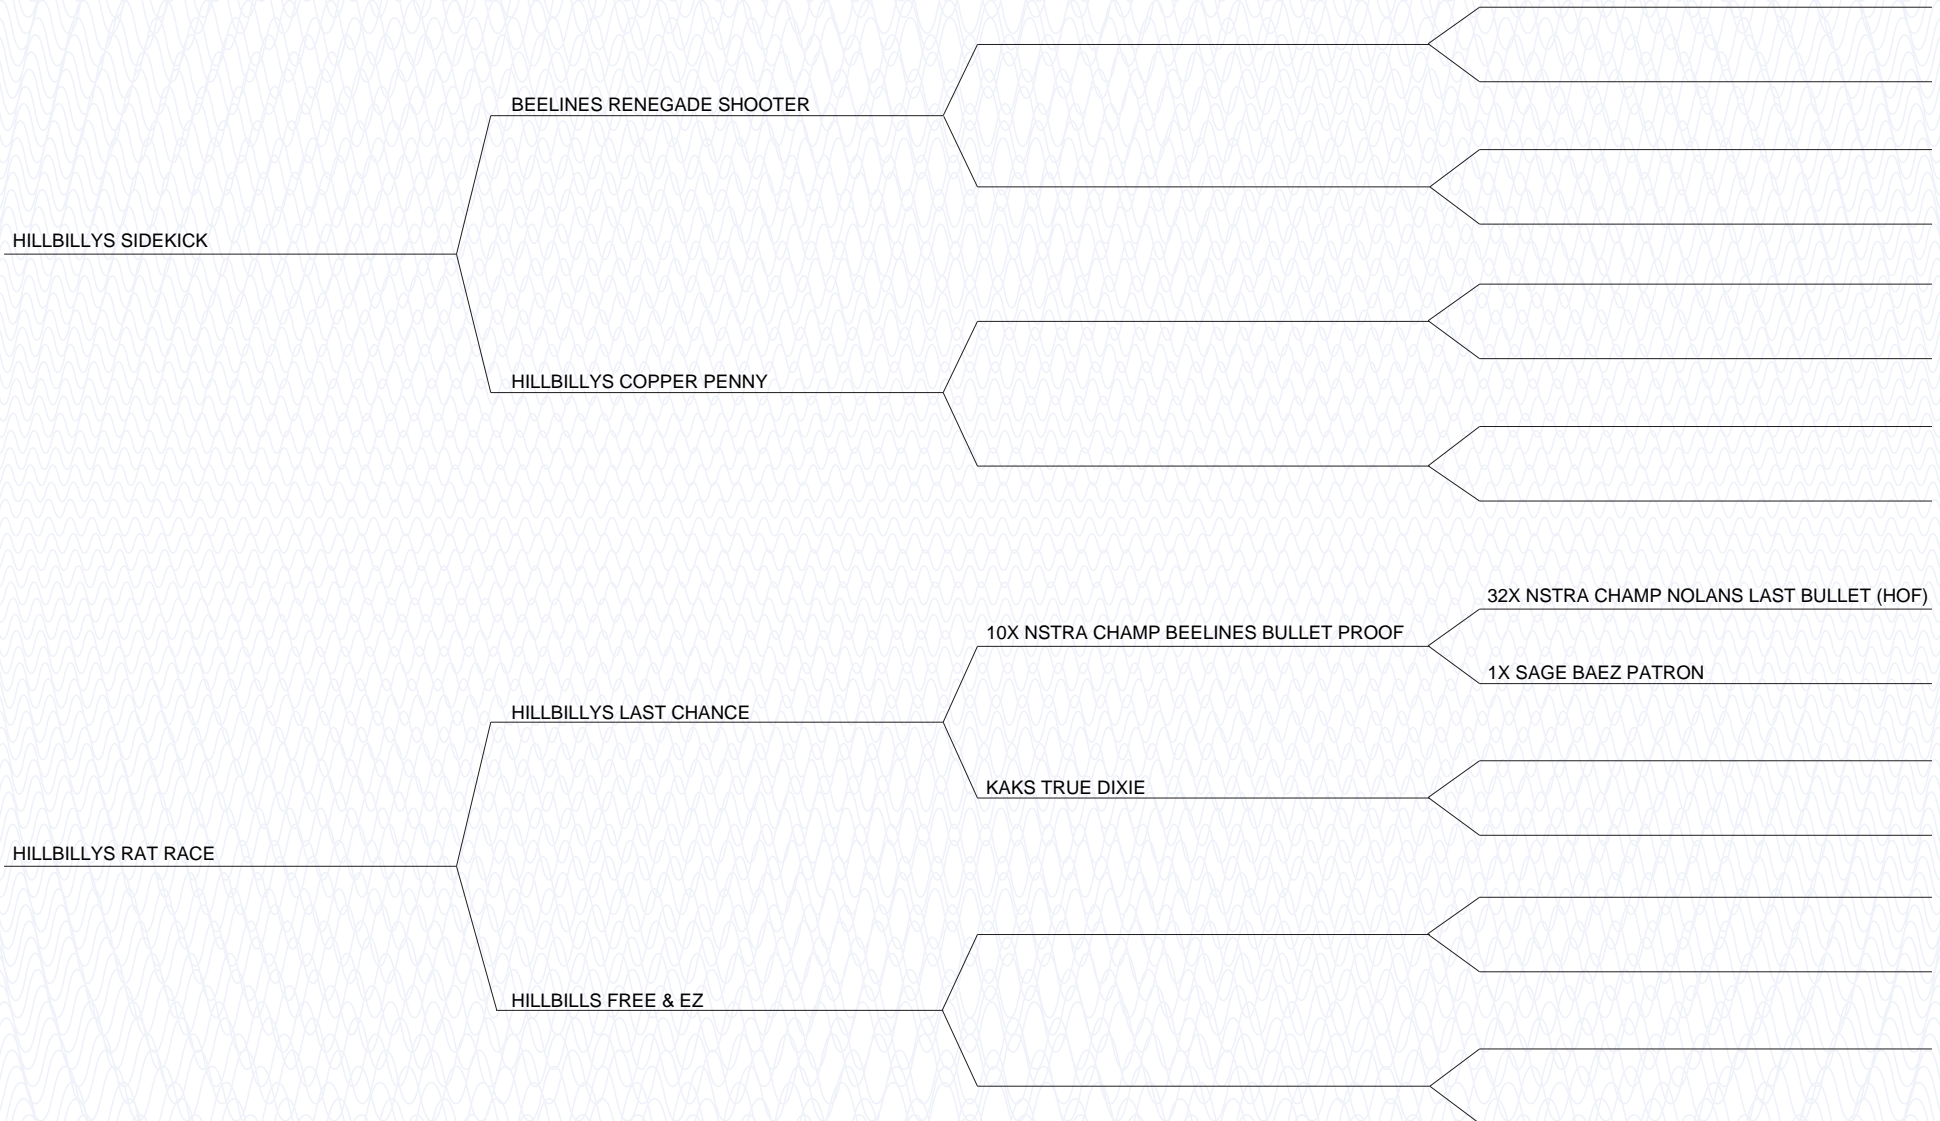 BEELINES RENEGADE SHOOTER
HILLBILLYS SIDEKICK
HILLBILLYS COPPER PENNY
32X NSTRA CHAMP NOLANS LAST BULLET (HOF)
10X NSTRA CHAMP BEELINES BULLET PROOF
1X SAGE BAEZ PATRON
HILLBILLYS LAST CHANCE
KAKS TRUE DIXIE
HILLBILLYS RAT RACE
HILLBILLS FREE & EZ